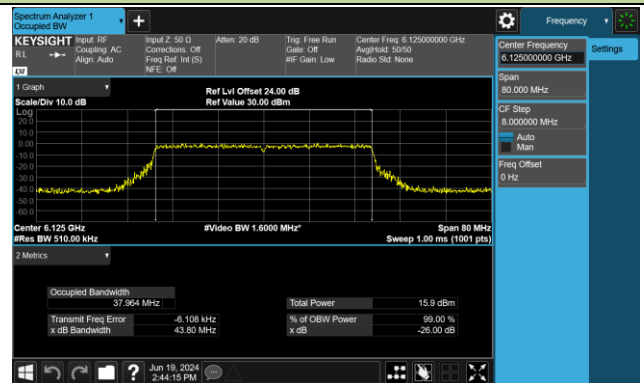 Spectrum Analyzer 1
Occupied BW
Frequency
KEYSIGHT
RL
Input: RF
Coupling: AC
Align: Auto
Input Z: 50 Ω
Corrections: Off
Freq Ref: Int (S)
NFE: Off
Atten: 20 dB
Trig: Free Run
Gate: Off
#IF Gain: Low
Center Freq: 6.125000000 GHz
Avg|Hold: 50/50
Radio Std: None
LXI
Center Frequency
6.125000000 GHz
Settings
Span
80.000 MHz
CF Step
8.000000 MHz
Auto
Man
Freq Offset
0 Hz
1 Graph
Scale/Div 10.0 dB
Ref Lvl Offset 24.00 dB
Ref Value 30.00 dBm
Log
20.0
10.0
0.00
-10.0
-20.0
-30.0
-40.0
-50.0
-60.0
Center 6.125 GHz
#Video BW 1.6000 MHz*
Span 80 MHz
#Res BW 510.00 kHz
Sweep 1.00 ms (1001 pts)
2 Metrics
Occupied Bandwidth
37.964 MHz
Total Power 15.9 dBm
Transmit Freq Error -6.108 kHz
% of OBW Power 99.00 %
x dB Bandwidth 43.80 MHz
x dB -26.00 dB
?
Jun 19, 2024
2:44:15 PM